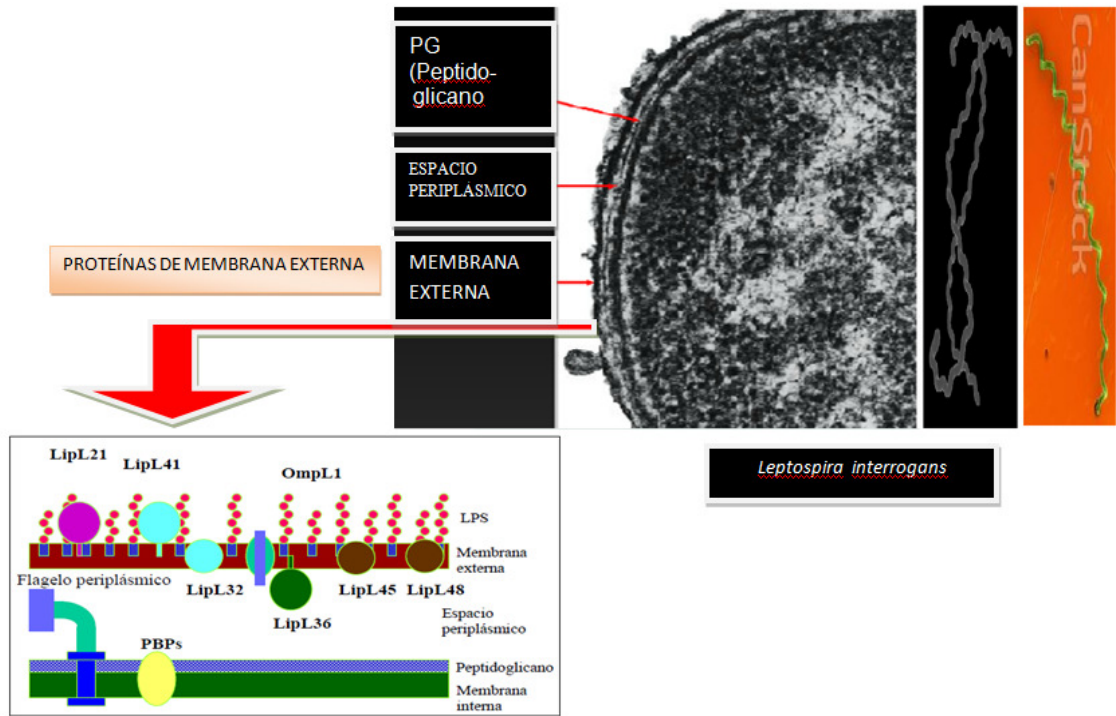 PG
(Peptido-
glicano
ESPACIO
PERIPLÁSMICO
PROTEÍNAS DE MEMBRANA EXTERNA
MEMBRANA
EXTERNA
CanStock
Leptospira interrogans
LipL21
LipL41
OmpL1
LPS
Membrana
externa
Flagelo periplásmico
LipL32
LipL45
LipL48
LipL36
Espacio
periplásmico
PBPs
Peptidoglicano
Membrana
interna